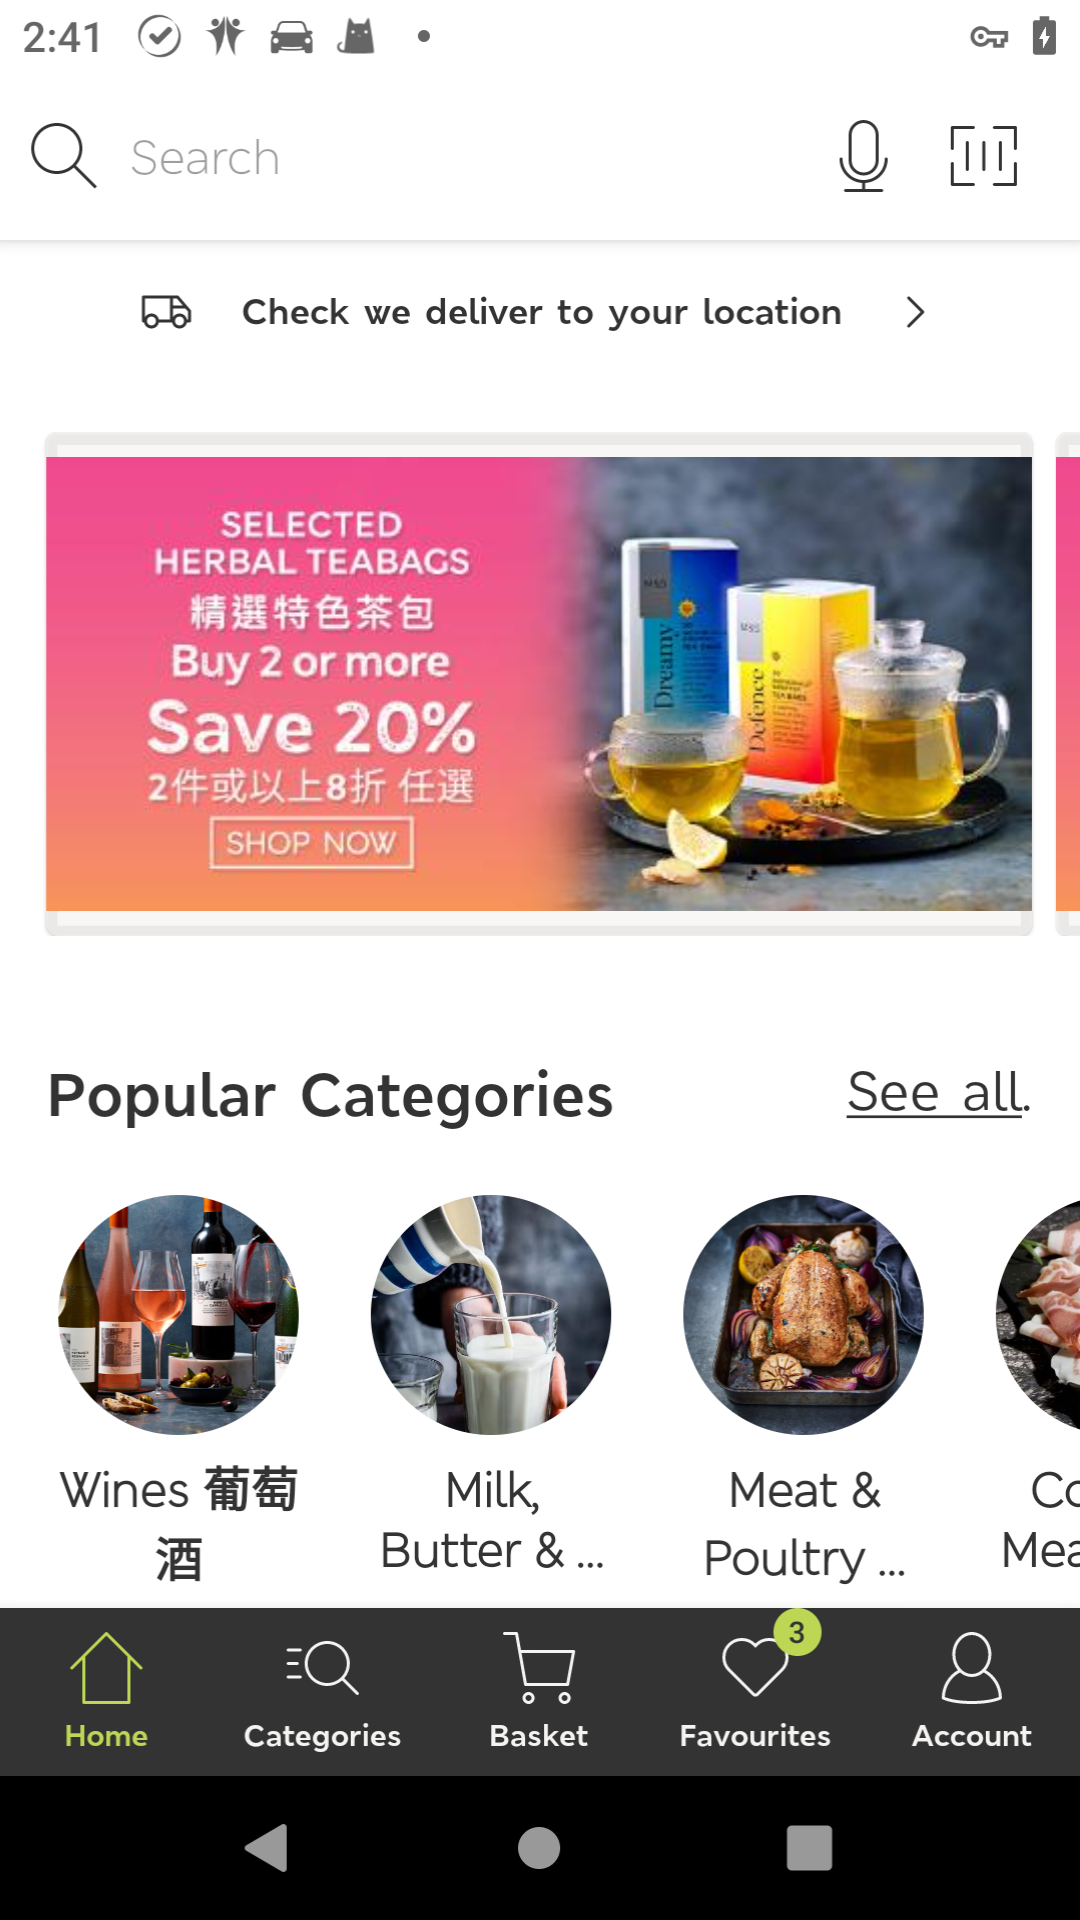 2:41
Search
Check we deliver to your location
SELECTED
HERBAL TEABAGS
精選特色茶包
Buy 2 or more
Save 20%
2件或以上8折 任選
SHOP NOW
M&S
Dreamy
M&S
Defence
Popular Categories
See all.
Wines 葡萄
酒
Milk,
Butter & ...
Meat &
Poultry ...
Co
Mea
3
Home
Categories
Basket
Favourites
Account